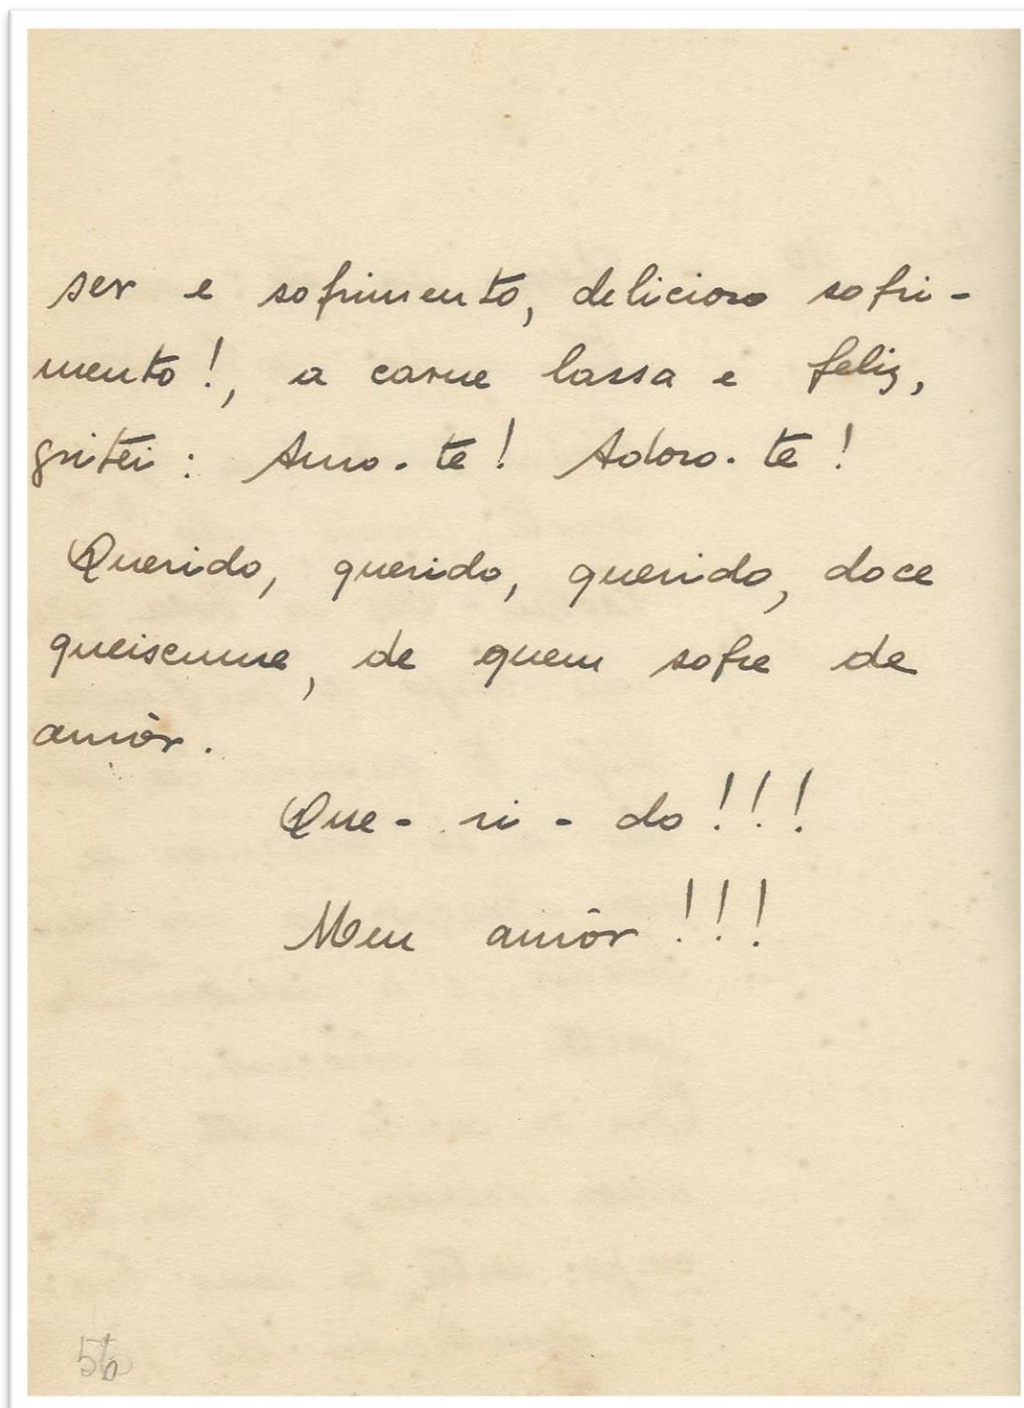 ser e sofrimento, delicioso sofri-
mento!, a carne lassa e feliz,
gritei: Amo-te! Adoro-te!
Querido, querido, querido, doce
queixume, de quem sofre de
amôr.
Que-ri-do!!!
Meu amôr!!!
56